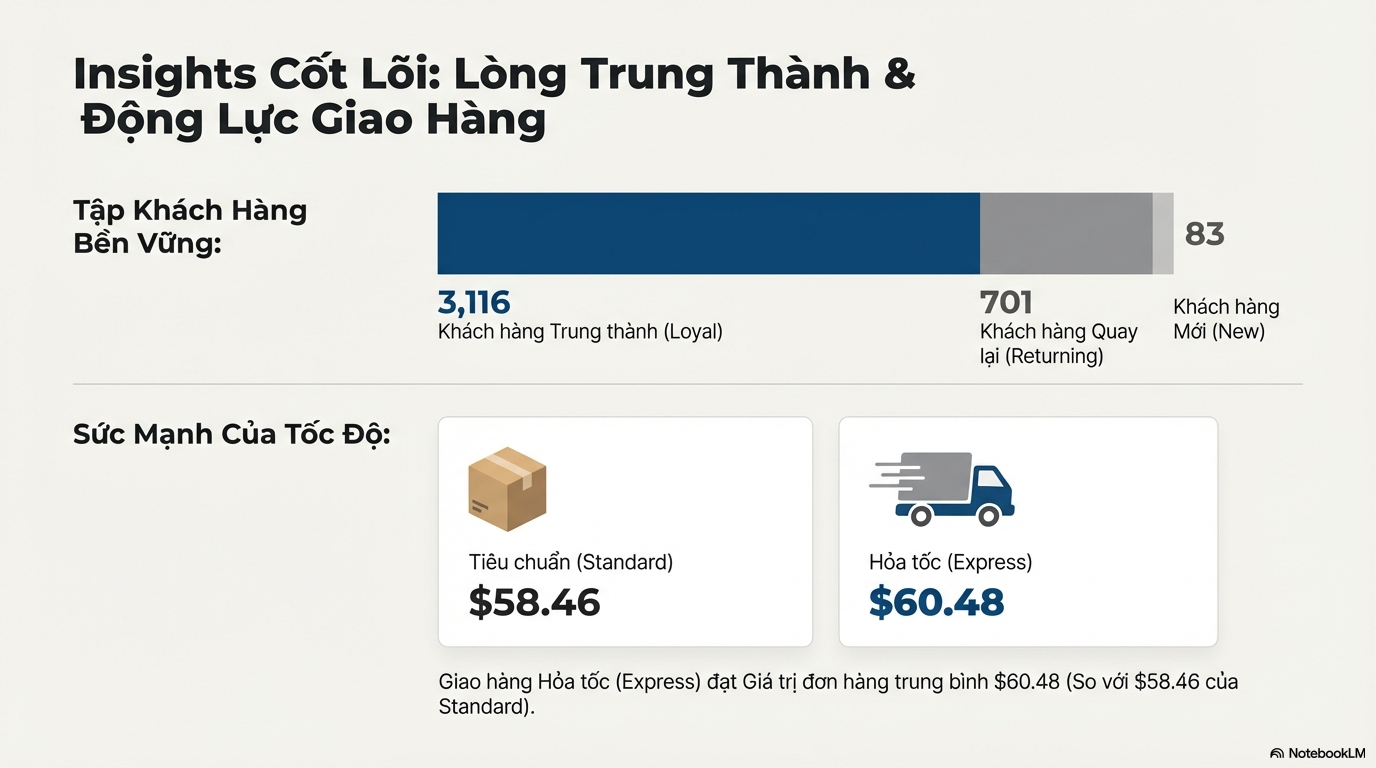 Insights Cốt Lõi: Lòng Trung Thành &
Động Lực Giao Hàng
Tập Khách Hàng
Bền Vững:
83
3,116
Khách hàng Trung thành (Loyal)
701
Khách hàng Quay
lại (Returning)
Khách hàng
Mới (New)
Sức Mạnh Của Tốc Độ:
Tiêu chuẩn (Standard)
$58.46
Hỏa tốc (Express)
$60.48
Giao hàng Hỏa tốc (Express) đạt Giá trị đơn hàng trung bình $60.48 (So với $58.46 của
Standard).
NotebookLM